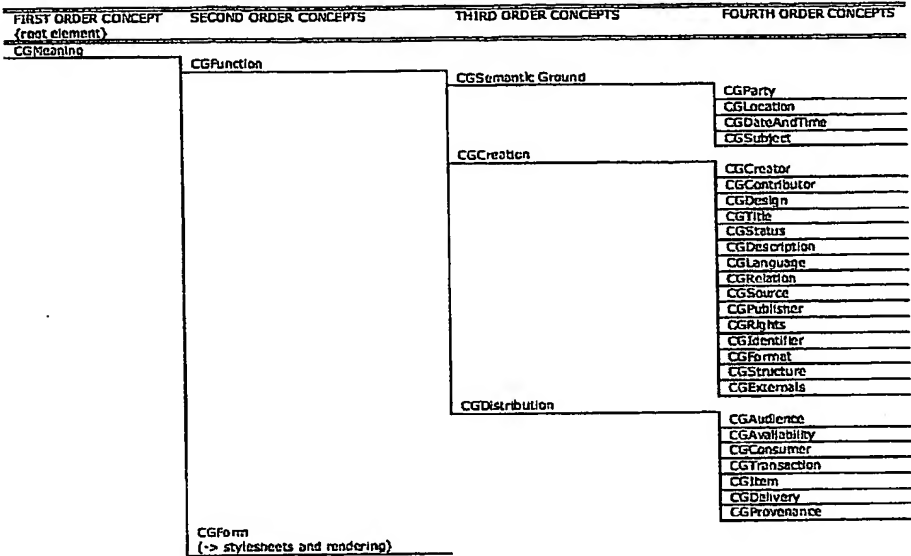 FIRST ORDER CONCEPT SECOND ORDER CONCEPTS THIRD ORDER CONCEPTS FOURTH ORDER CONCEPTS
{root element}
CGMeaning
CGFunction
CGSemantic Ground
CGParty
CGLocation
CGDateAndTime
CGSubject
CGCreation
CGCreator
CGContributor
CGDesign
CGTitle
CGStatus
CGDescription
CGLanguage
CGRelation
CGSource
CGPublisher
CGRights
CGIdentifier
CGFormat
CGStructure
CGExternals
CGDistribution
CGAudience
CGAvailability
CGConsumer
CGTransaction
CGItem
CGDelivery
CGProvenance
CGForm
(-> stylesheets and rendering)